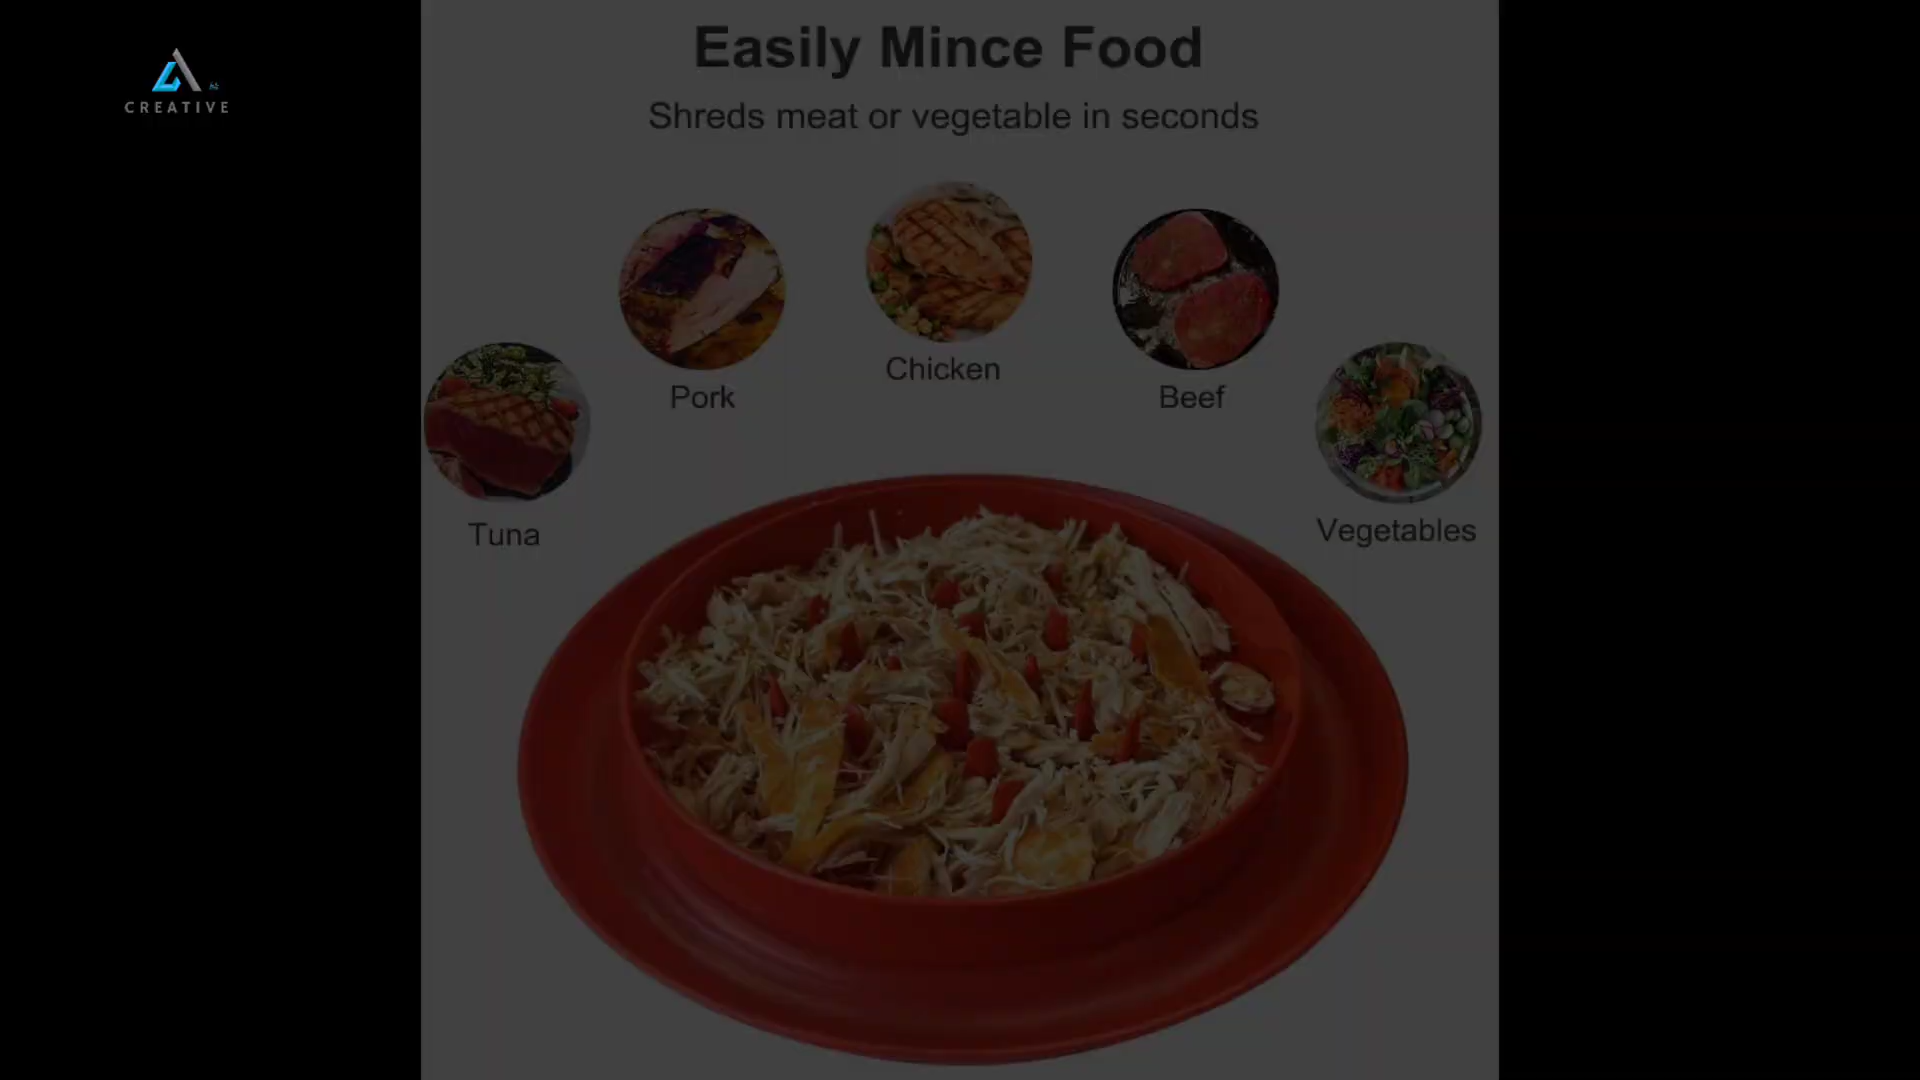 CREATIVE
Easily Mince Food
Shreds meat or vegetable in seconds
Chicken
Pork
Beef
Tuna
Vegetables